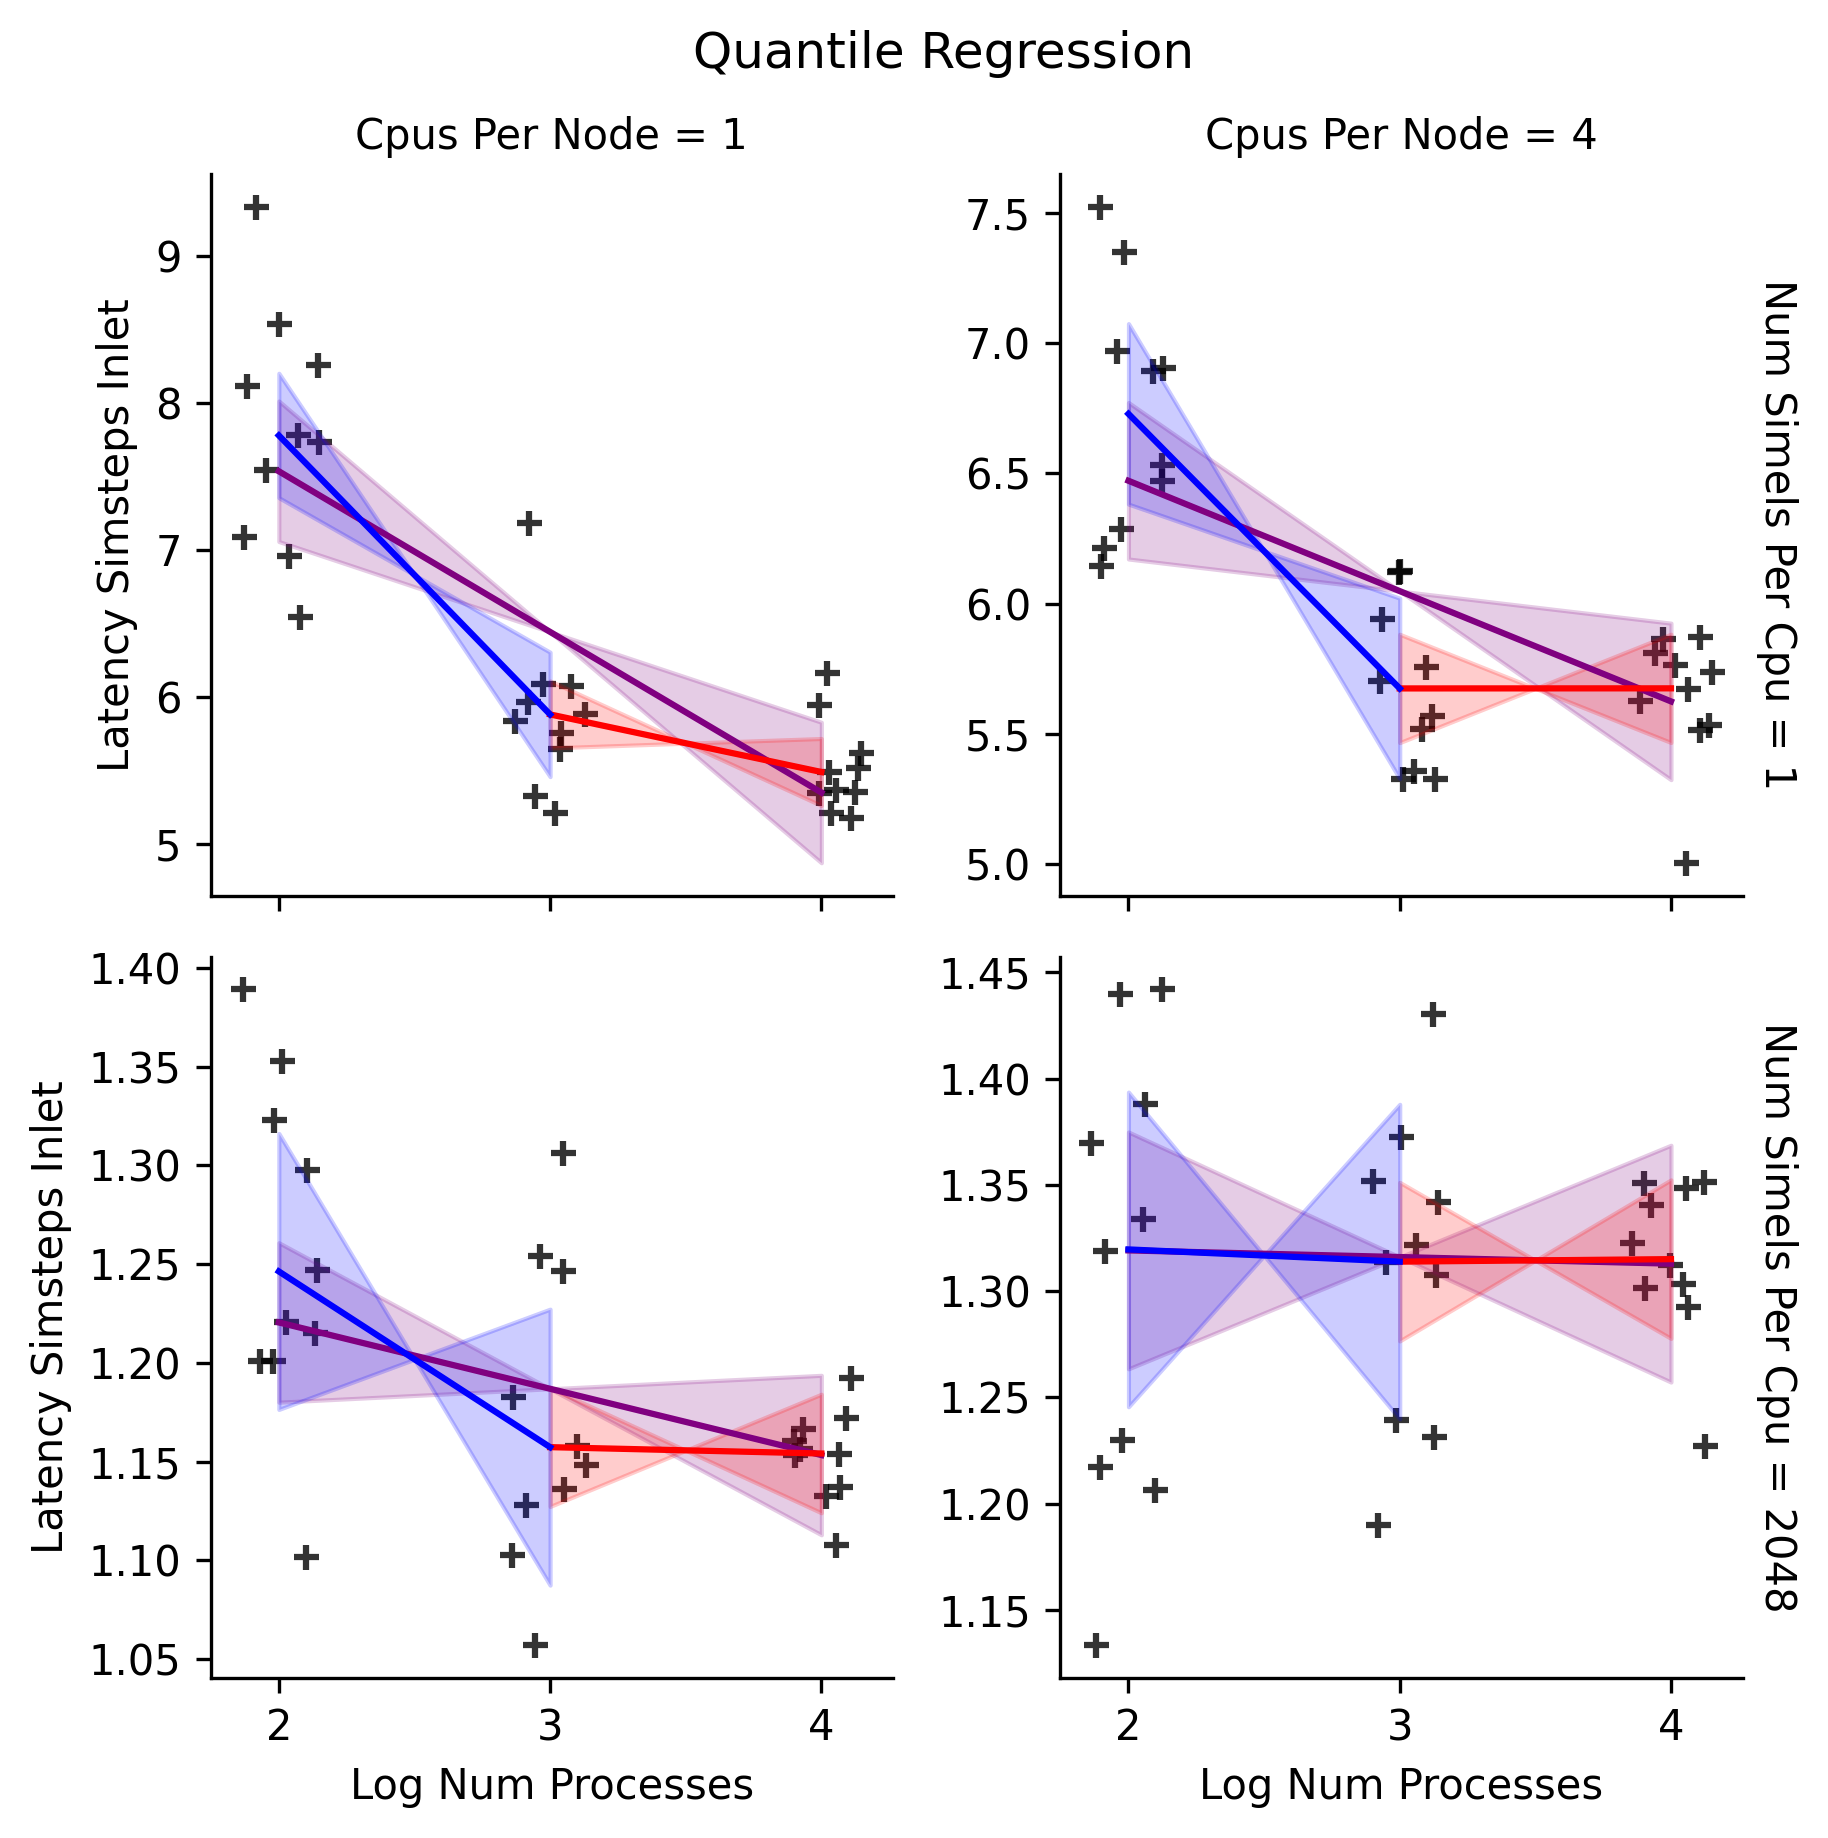 Quantile Regression
Cpus Per Node = 1
Cpus Per Node = 4
Latency Simsteps Inlet
9
8
7
6
5
7.5
7.0
6.5
6.0
5.5
5.0
Num Simels Per Cpu = 1
Latency Simsteps Inlet
1.40
1.35
1.30
1.25
1.20
1.15
1.10
1.05
2 3 4
Log Num Processes
1.45
1.40
1.35
1.30
1.25
1.20
1.15
2 3 4
Log Num Processes
Num Simels Per Cpu = 2048